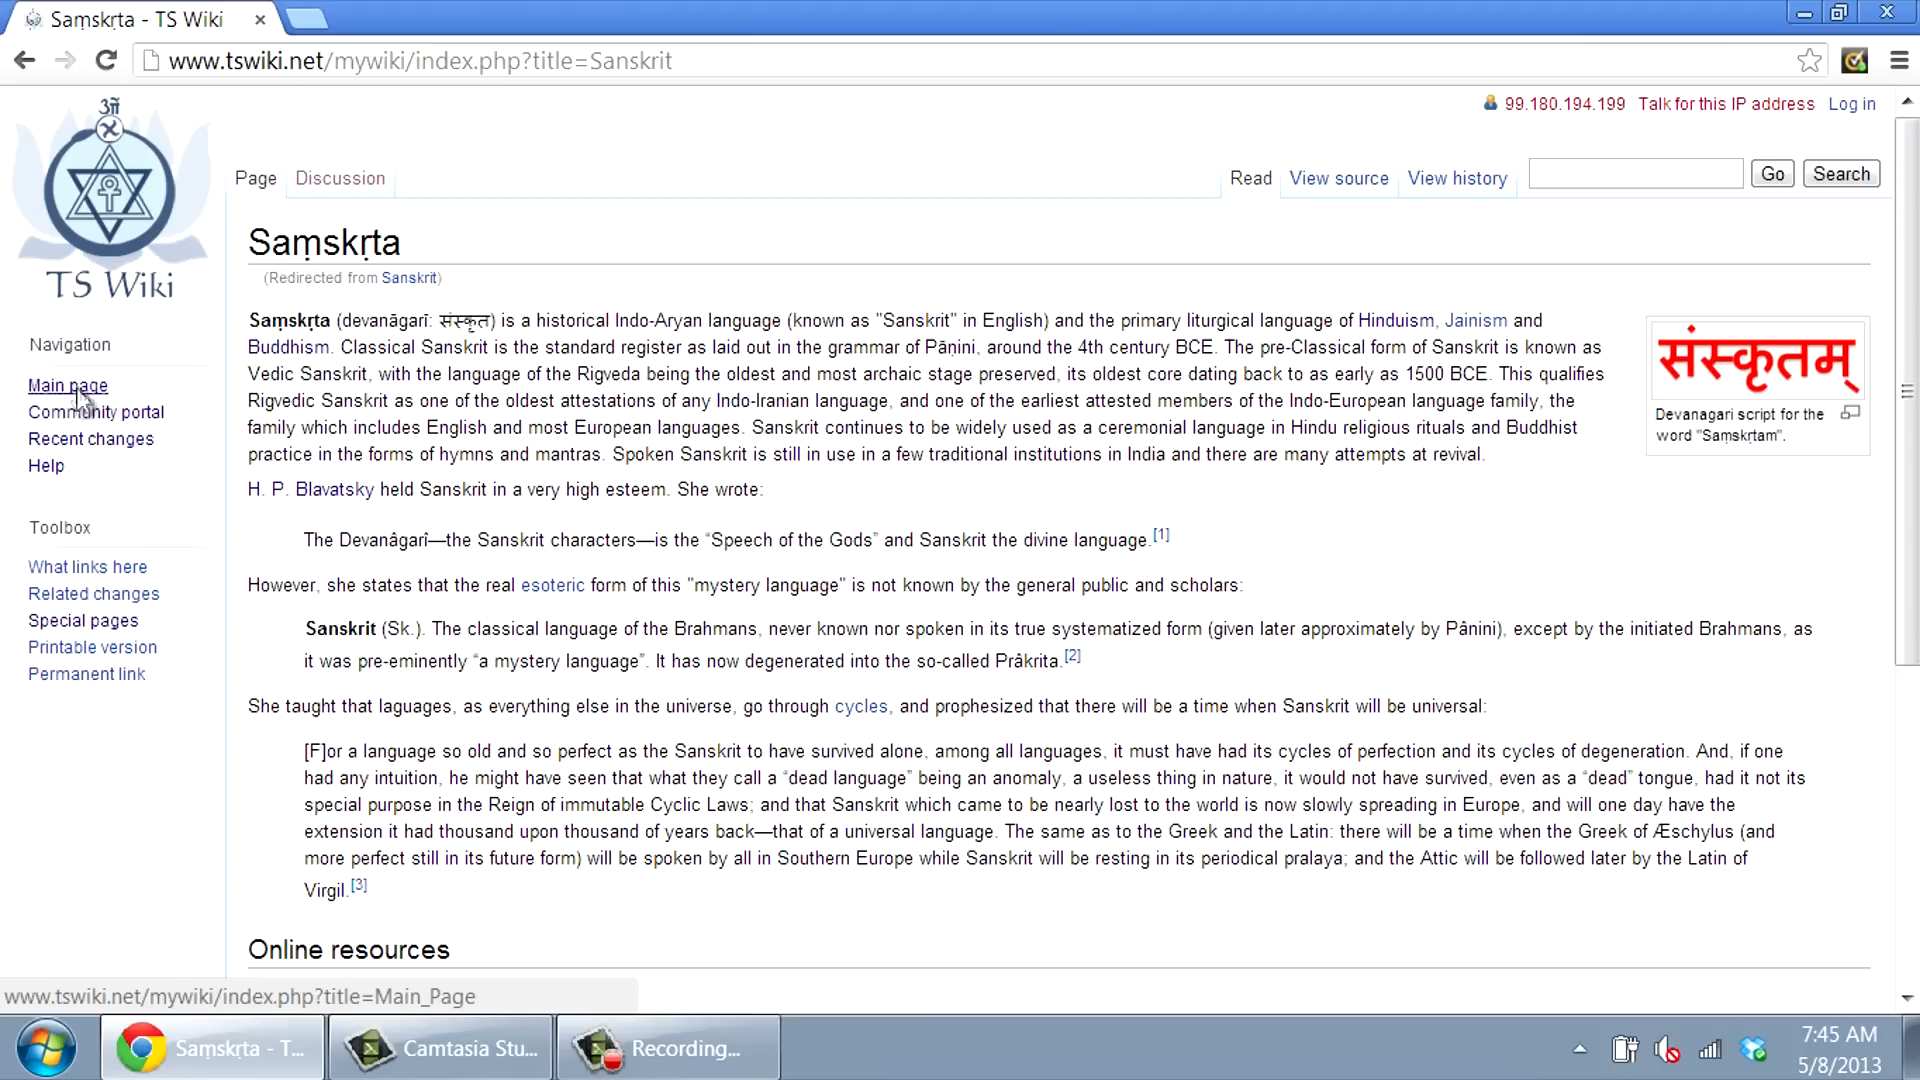 Saṃskṛta - TS Wiki
www.tswiki.net/mywiki/index.php?title=Sanskrit
99.180.194.199 Talk for this IP address Log in
ॐ
TS Wiki
Page Discussion Read View source View history Go Search
Saṃskṛta
(Redirected from Sanskrit)
Navigation
Main page
Community portal
Recent changes
Help
Toolbox
What links here
Related changes
Special pages
Printable version
Permanent link
Saṃskṛta (devanāgarī: संस्कृत) is a historical Indo-Aryan language (known as "Sanskrit" in English) and the primary liturgical language of Hinduism, Jainism and
Buddhism. Classical Sanskrit is the standard register as laid out in the grammar of Pāṇini, around the 4th century BCE. The pre-Classical form of Sanskrit is known as
Vedic Sanskrit, with the language of the Rigveda being the oldest and most archaic stage preserved, its oldest core dating back to as early as 1500 BCE. This qualifies
Rigvedic Sanskrit as one of the oldest attestations of any Indo-Iranian language, and one of the earliest attested members of the Indo-European language family, the
family which includes English and most European languages. Sanskrit continues to be widely used as a ceremonial language in Hindu religious rituals and Buddhist
practice in the forms of hymns and mantras. Spoken Sanskrit is still in use in a few traditional institutions in India and there are many attempts at revival.
संस्कृतम्
Devanagari script for the
word "Saṃskṛtam".
H. P. Blavatsky held Sanskrit in a very high esteem. She wrote:
The Devanâgarî—the Sanskrit characters—is the “Speech of the Gods” and Sanskrit the divine language.[1]
However, she states that the real esoteric form of this "mystery language" is not known by the general public and scholars:
Sanskrit (Sk.). The classical language of the Brahmans, never known nor spoken in its true systematized form (given later approximately by Pânini), except by the initiated Brahmans, as
it was pre-eminently “a mystery language”. It has now degenerated into the so-called Prâkrita.[2]
She taught that laguages, as everything else in the universe, go through cycles, and prophesized that there will be a time when Sanskrit will be universal:
[F]or a language so old and so perfect as the Sanskrit to have survived alone, among all languages, it must have had its cycles of perfection and its cycles of degeneration. And, if one
had any intuition, he might have seen that what they call a “dead language” being an anomaly, a useless thing in nature, it would not have survived, even as a “dead” tongue, had it not its
special purpose in the Reign of immutable Cyclic Laws; and that Sanskrit which came to be nearly lost to the world is now slowly spreading in Europe, and will one day have the
extension it had thousand upon thousand of years back—that of a universal language. The same as to the Greek and the Latin: there will be a time when the Greek of Æschylus (and
more perfect still in its future form) will be spoken by all in Southern Europe while Sanskrit will be resting in its periodical pralaya; and the Attic will be followed later by the Latin of
Virgil.[3]
Online resources
www.tswiki.net/mywiki/index.php?title=Main_Page
Saṃskṛta - T... Camtasia Stu... Recording...
7:45 AM
5/8/2013